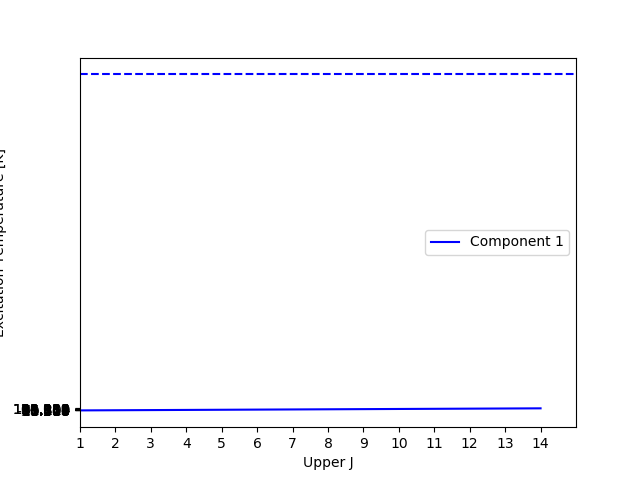 Excitation Temperature [K]
Component 1
1 2 3 4 5 6 7 8 9 10 11 12 13 14
Upper J